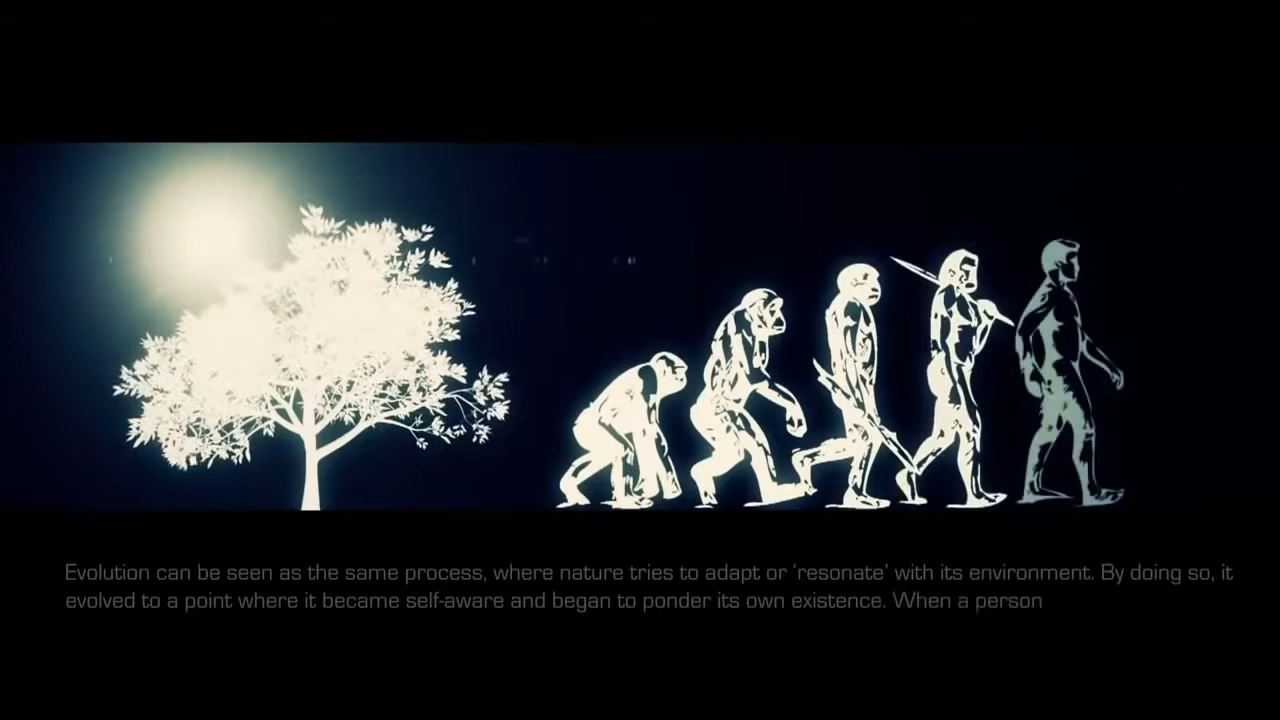 Evolution can be seen as the same process, where nature tries to adapt or 'resonate' with its environment. By doing so, it
evolved to a point where it became self-aware and began to ponder its own existence. When a person